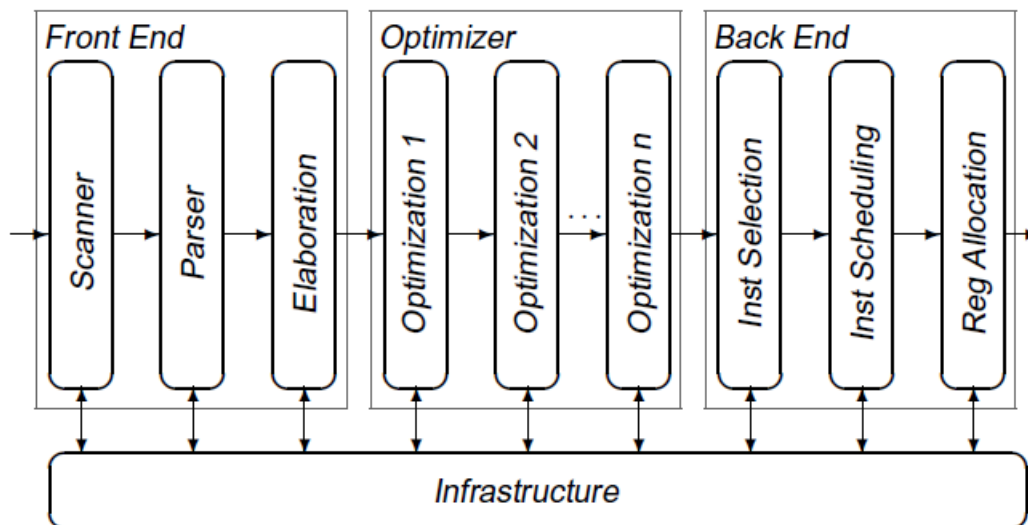 Front End
Scanner
Parser
Elaboration
Optimizer
Optimization 1
Optimization 2
. . .
Optimization n
Back End
Inst Selection
Inst Scheduling
Reg Allocation
Infrastructure